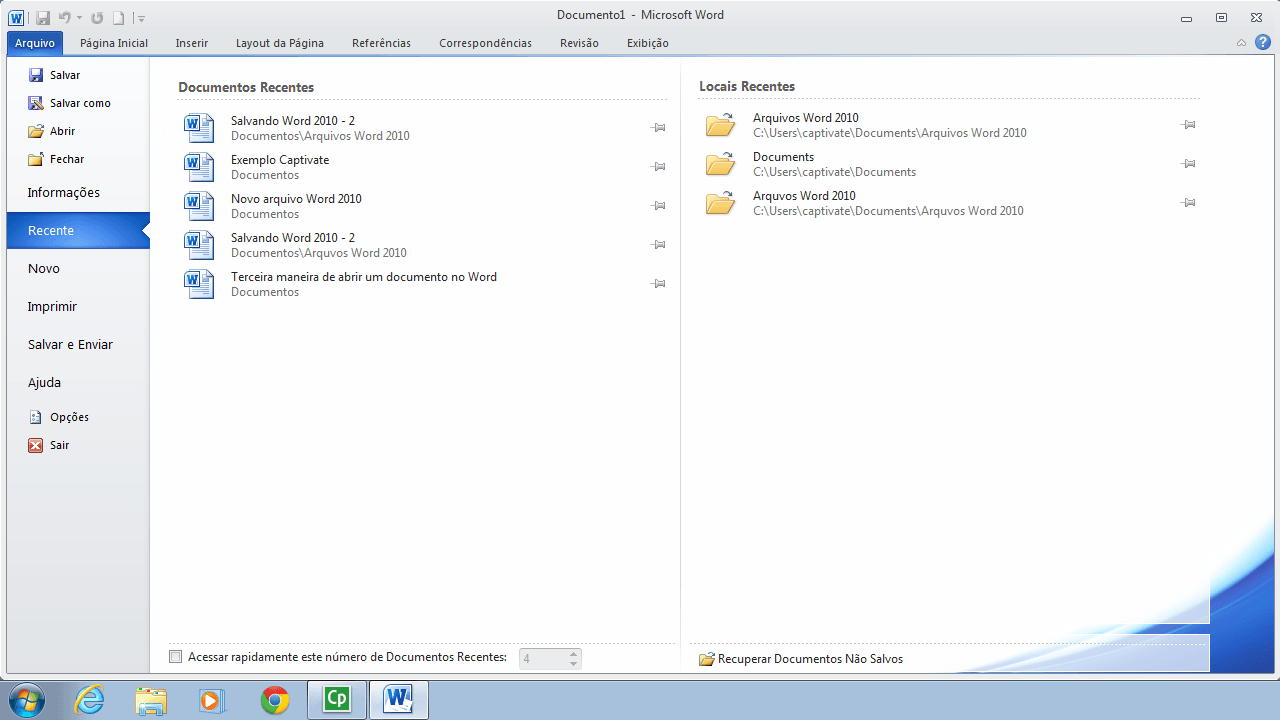 Documento1 - Microsoft Word
Arquivo Página Inicial Inserir Layout da Página Referências Correspondências Revisão Exibição
Salvar
Salvar como
Abrir
Fechar
Informações
Recente
Novo
Imprimir
Salvar e Enviar
Ajuda
Opções
Sair
Documentos Recentes
Salvando Word 2010 - 2
Documentos\Arquivos Word 2010
Exemplo Captivate
Documentos
Novo arquivo Word 2010
Documentos
Salvando Word 2010 - 2
Documentos\Arquvos Word 2010
Terceira maneira de abrir um documento no Word
Documentos
Acessar rapidamente este número de Documentos Recentes: 4
Locais Recentes
Arquivos Word 2010
C:\Users\captivate\Documents\Arquivos Word 2010
Documents
C:\Users\captivate\Documents
Arquvos Word 2010
C:\Users\captivate\Documents\Arquvos Word 2010
Recuperar Documentos Não Salvos
Cp
W